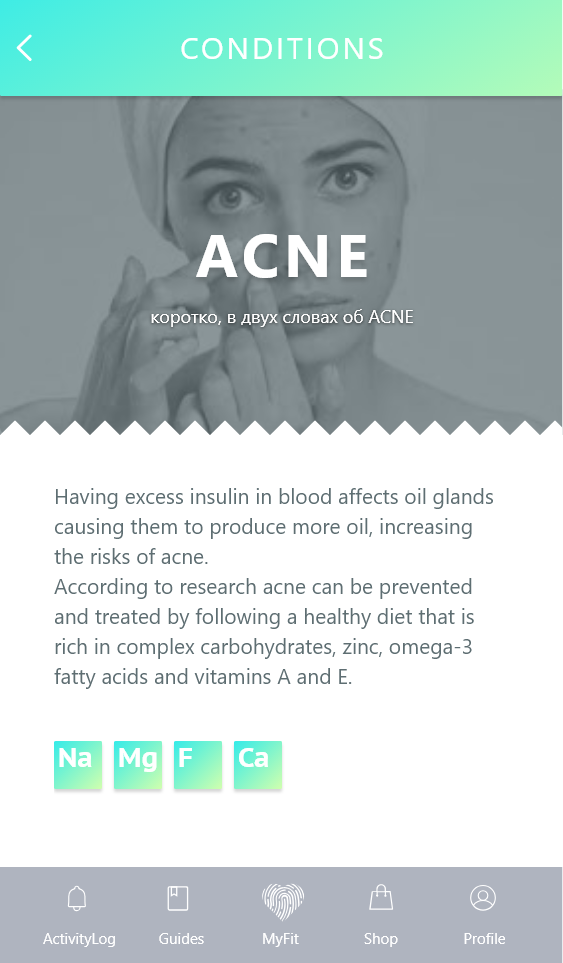 CONDITIONS
ACNE
коротко, в двух словах об ACNE
Having excess insulin in blood affects oil glands
causing them to produce more oil, increasing
the risks of acne.
According to research acne can be prevented
and treated by following a healthy diet that is
rich in complex carbohydrates, zinc, omega-3
fatty acids and vitamins A and E.
Na Mg F Ca
ActivityLog Guides MyFit Shop Profile